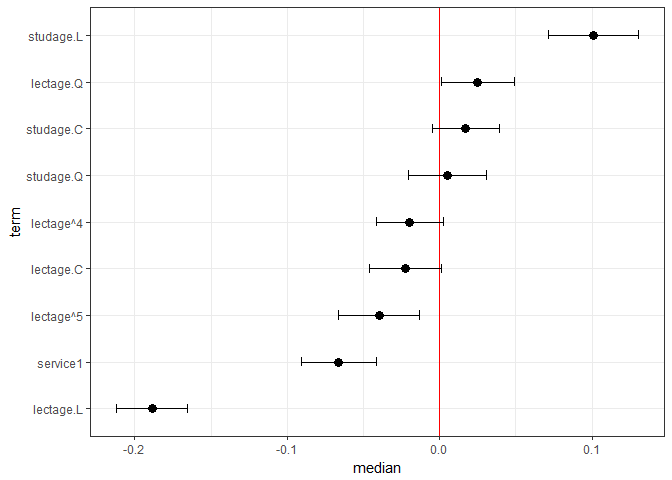 studage.L
lectage.Q
studage.C
studage.Q
lectage^4
lectage.C
lectage^5
service1
lectage.L
term
-0.2
-0.1
0.0
0.1
median